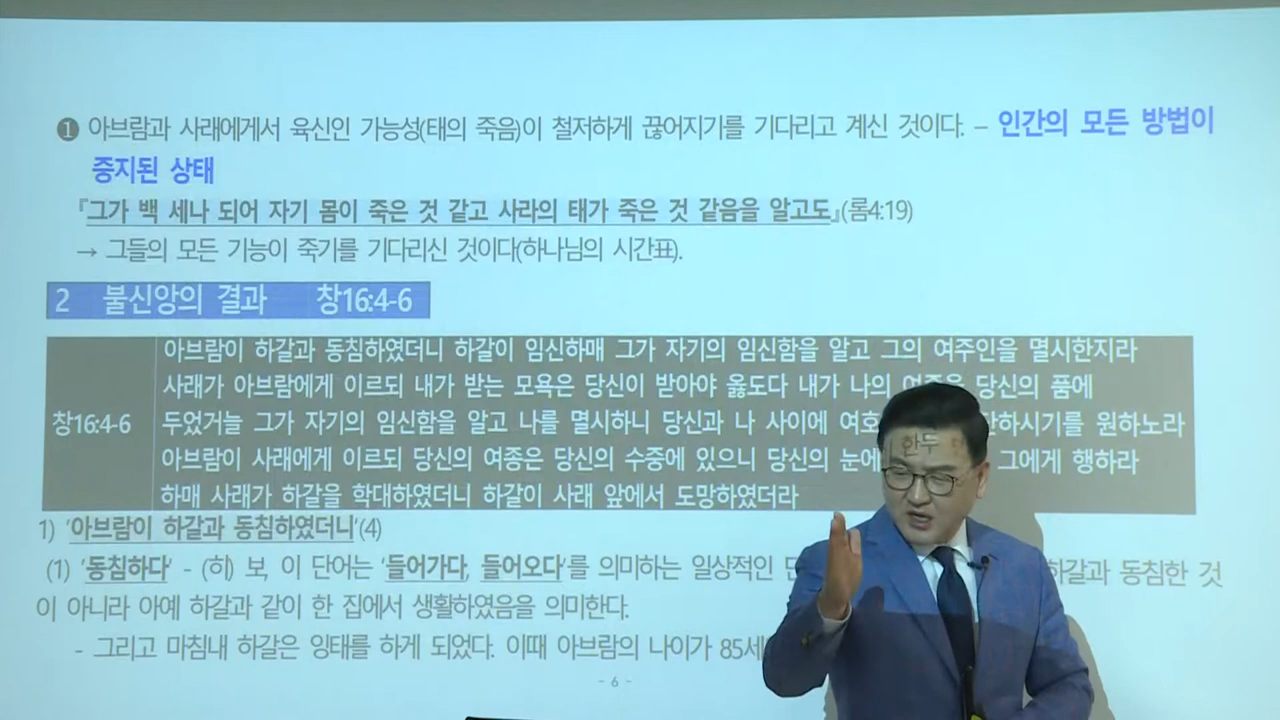 ❶ 아브람과 사래에게서 육신인 가능성(태의 죽음)이 철저하게 끊어지기를 기다리고 계신 것이다. – 인간의 모든 방법이
중지된 상태
『그가 백 세나 되어 자기 몸이 죽은 것 같고 사라의 태가 죽은 것 같음을 알고도』(롬4:19)
→ 그들의 모든 기능이 죽기를 기다리신 것이다(하나님의 시간표).
2 불신앙의 결과 창16:4-6
아브람이 하갈과 동침하였더니 하갈이 임신하매 그가 자기의 임신함을 알고 그의 여주인을 멸시한지라
사래가 아브람에게 이르되 내가 받는 모욕은 당신이 받아야 옳도다 내가 나의 여종을 당신의 품에
창16:4-6 두었거늘 그가 자기의 임신함을 알고 나를 멸시하니 당신과 나 사이에 여호 단하시기를 원하노라
아브람이 사래에게 이르되 당신의 여종은 당신의 수중에 있으니 당신의 눈에 그에게 행하라
하매 사래가 하갈을 학대하였더니 하갈이 사래 앞에서 도망하였더라
1) '아브람이 하갈과 동침하였더니'(4)
(1) '동침하다' - (히) 보, 이 단어는 '들어가다, 들어오다'를 의미하는 일상적인 하갈과 동침한 것
이 아니라 아예 하갈과 같이 한 집에서 생활하였음을 의미한다.
- 그리고 마침내 하갈은 잉태를 하게 되었다. 이때 아브람의 나이가 85세
- 6 -